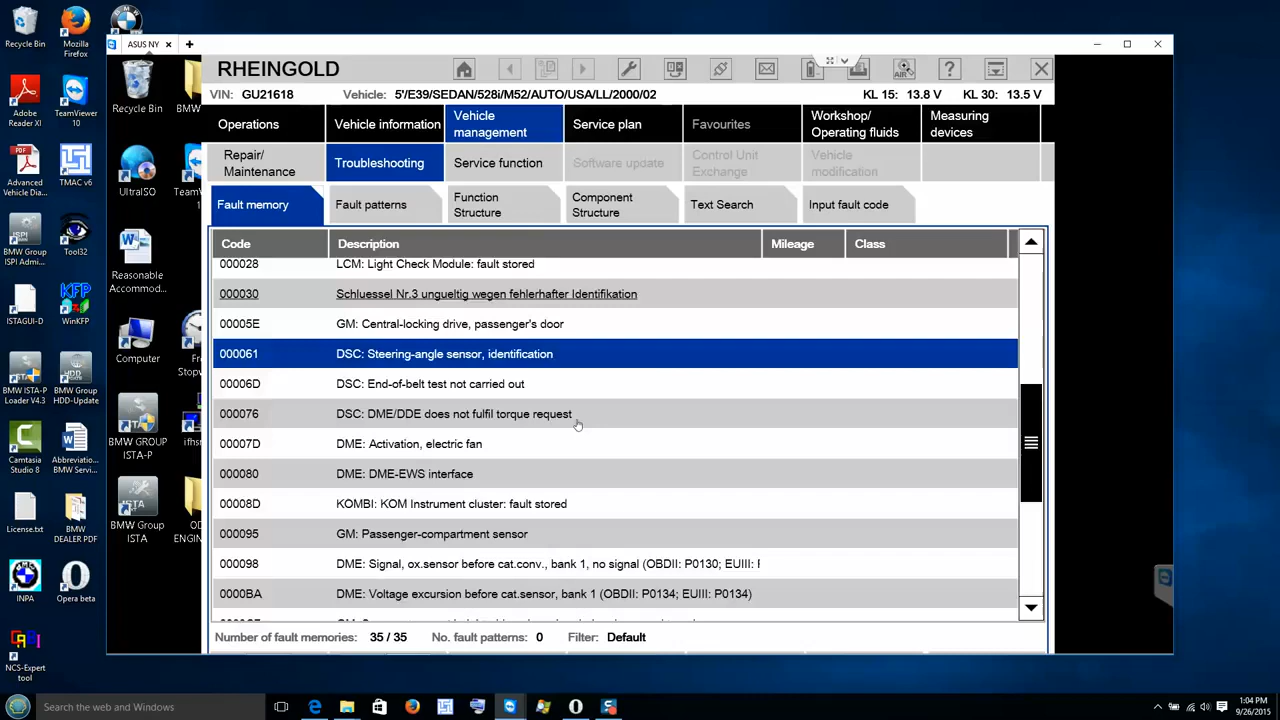 Recycle Bin
Mozilla
Firefox
Adobe
Reader XI
TeamViewer
10
Advanced
Vehicle Dia...
TMAC v6
BMW Group
ISPI Admi...
Tool32
Reasonable
Accommod...
ISTAGUI-D
WinKFP
Computer
BMW ISTA-P
Loader V4.3
BMW Group
HDD-Update
Camtasia
Studio 8
Abbreviation...
BMW Servi...
License.txt
BMW
DEALER PDF
INPA
Opera beta
NCS-Expert
tool
ASUS NY
Recycle Bin
UltraISO
BMW GROUP
ISTA-P
BMW Group
ISTA
RHEINGOLD
VIN: GU21618 Vehicle: 5'/E39/SEDAN/528i/M52/AUTO/USA/LL/2000/02 KL 15: 13.8 V KL 30: 13.5 V
Operations
Vehicle information
Vehicle
management
Service plan
Favourites
Workshop/
Operating fluids
Measuring
devices
Repair/
Maintenance
Troubleshooting
Service function
Software update
Control Unit
Exchange
Vehicle
modification
Fault memory
Fault patterns
Function
Structure
Component
Structure
Text Search
Input fault code
Code Description Mileage Class
000028 LCM: Light Check Module: fault stored
000030 Schluessel Nr.3 ungueltig wegen fehlerhafter Identifikation
00005E GM: Central-locking drive, passenger's door
000061 DSC: Steering-angle sensor, identification
00006D DSC: End-of-belt test not carried out
000076 DSC: DME/DDE does not fulfil torque request
00007D DME: Activation, electric fan
000080 DME: DME-EWS interface
00008D KOMBI: KOM Instrument cluster: fault stored
000095 GM: Passenger-compartment sensor
000098 DME: Signal, ox.sensor before cat.conv., bank 1, no signal (OBDII: P0130; EUIII: F
0000BA DME: Voltage excursion before cat.sensor, bank 1 (OBDII: P0134; EUIII: P0134)
Number of fault memories: 35 / 35 No. fault patterns: 0 Filter: Default
Search the web and Windows
1:04 PM
9/26/2015